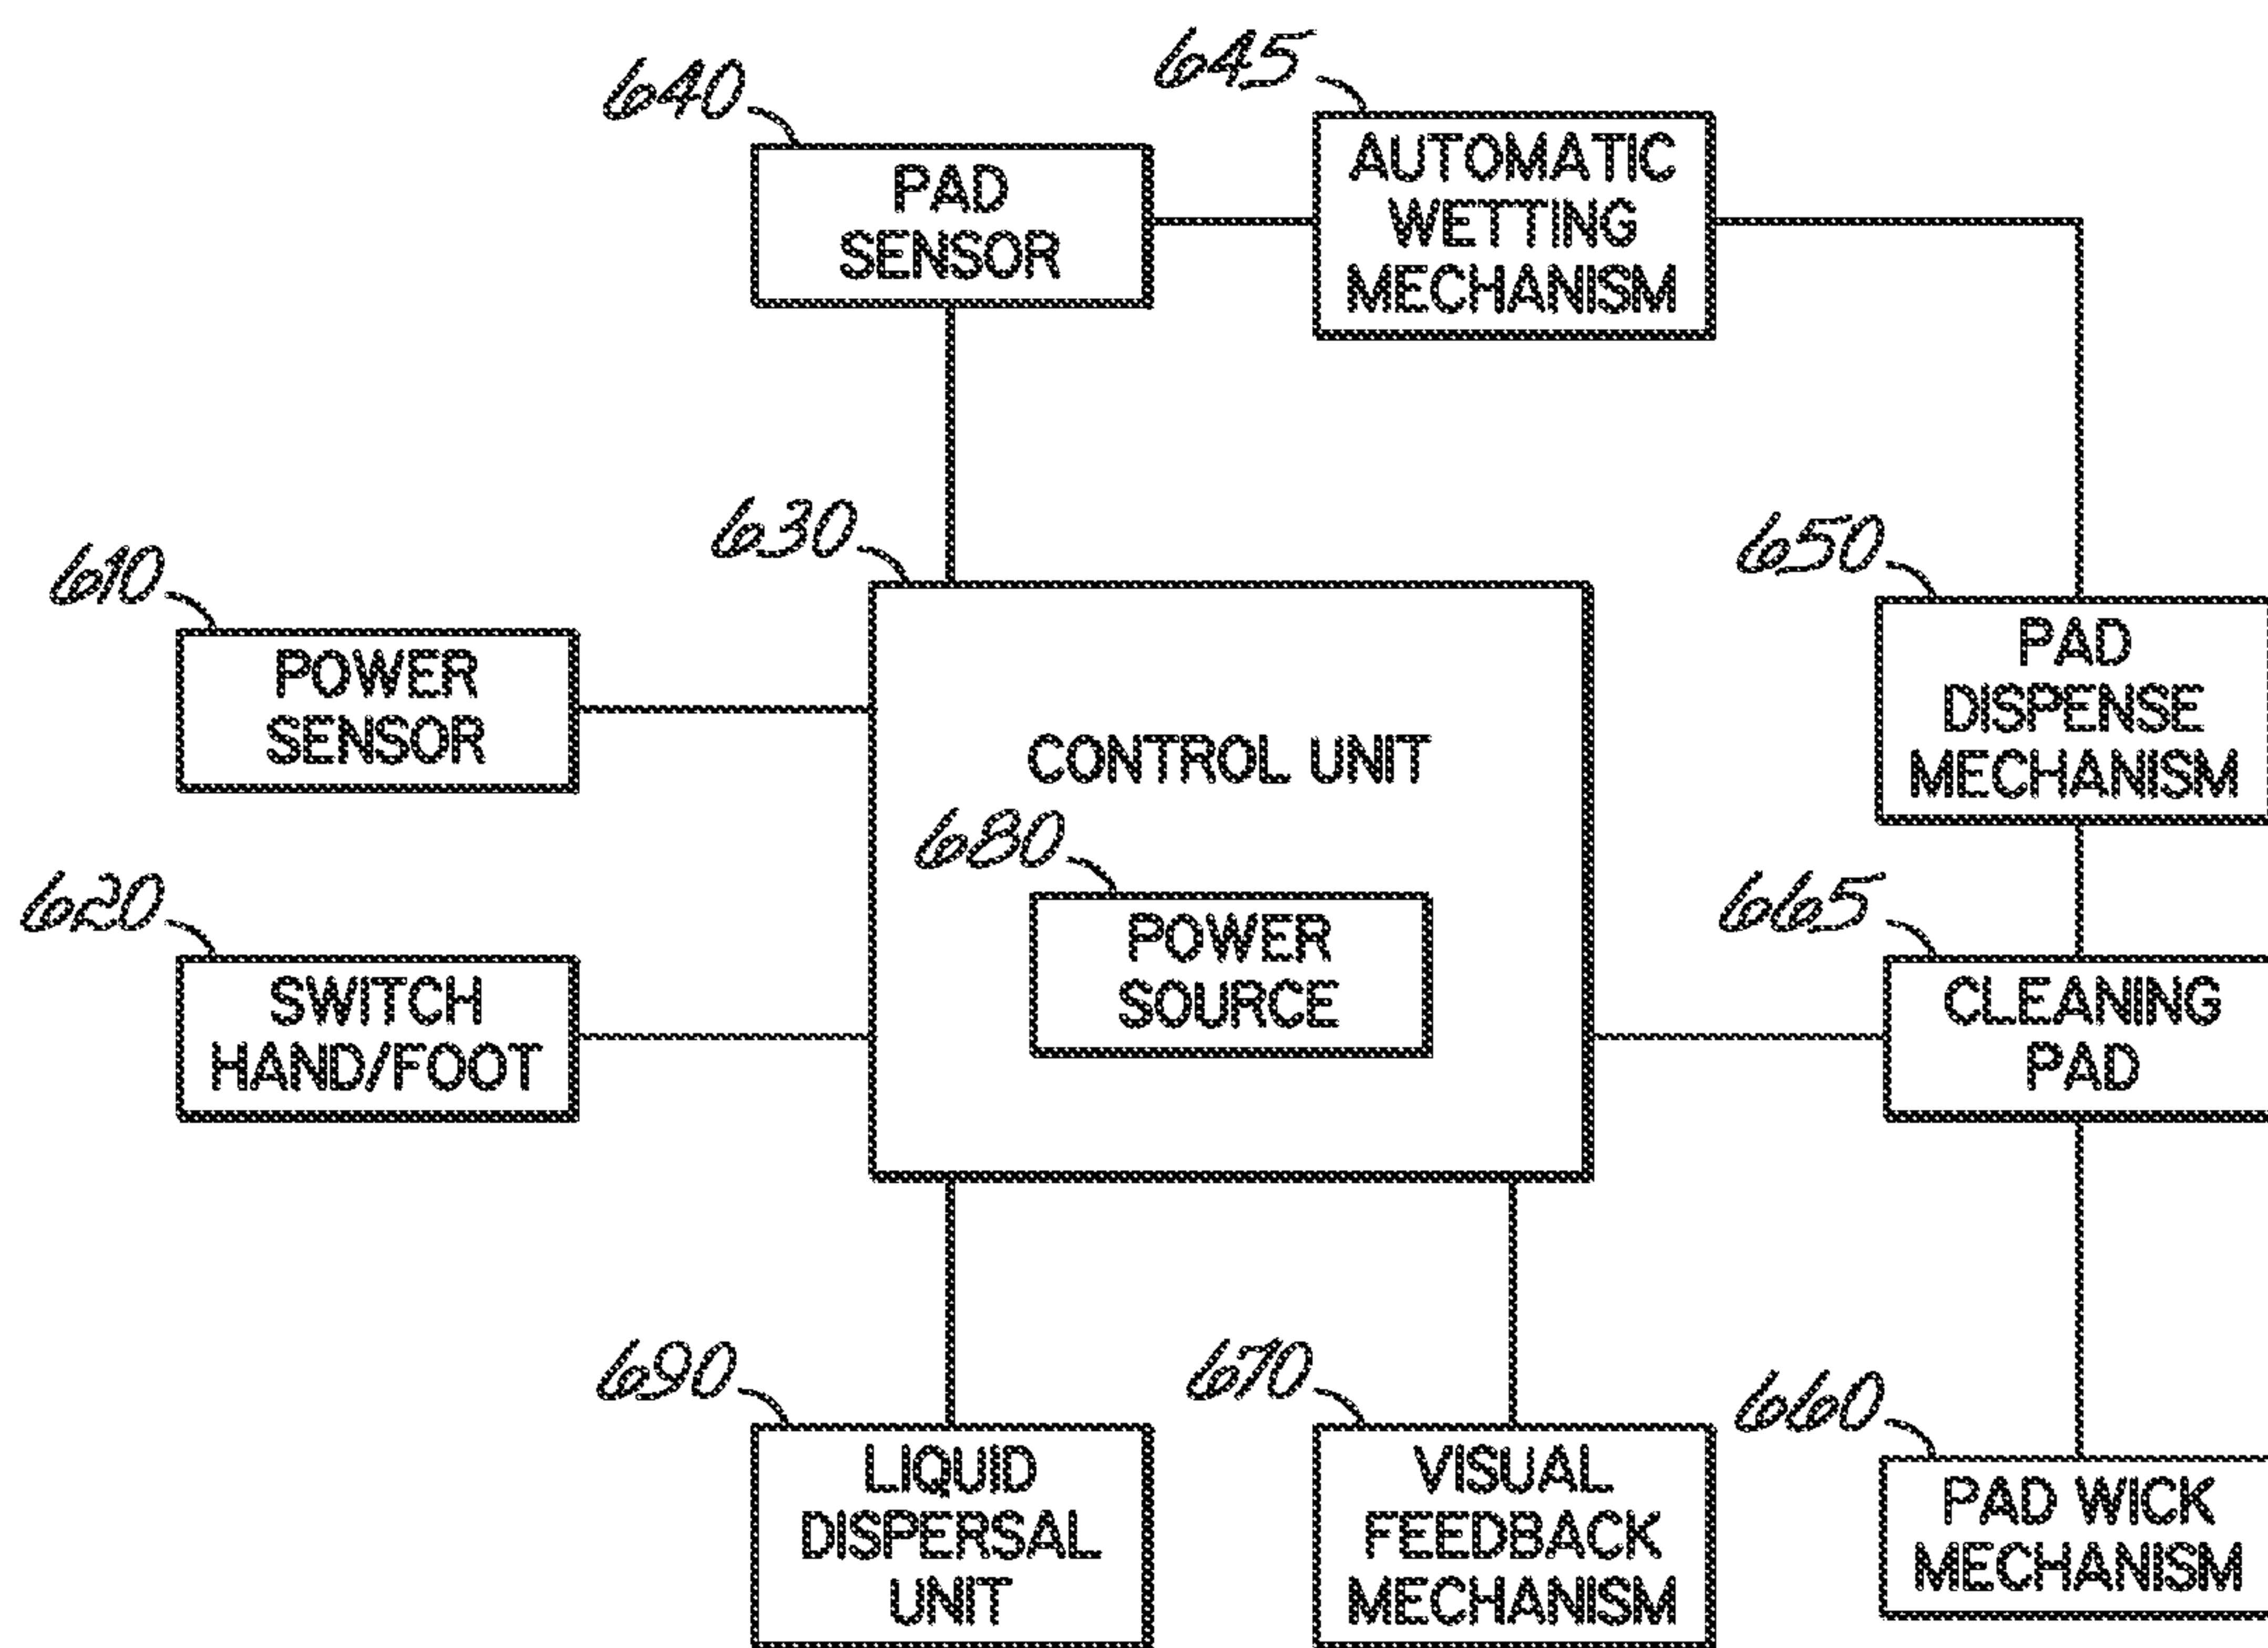 645
640
AUTOMATIC
WETTING
MECHANISM
PAD
SENSOR
630
650
610
PAD
DISPENSE
MECHANISM
POWER
SENSOR
CONTROL UNIT
680
620
665
POWER
SOURCE
SWITCH
HAND/FOOT
CLEANING
PAD
690
670
660
LIQUID
DISPERSAL
UNIT
VISUAL
FEEDBACK
MECHANISM
PAD WICK
MECHANISM